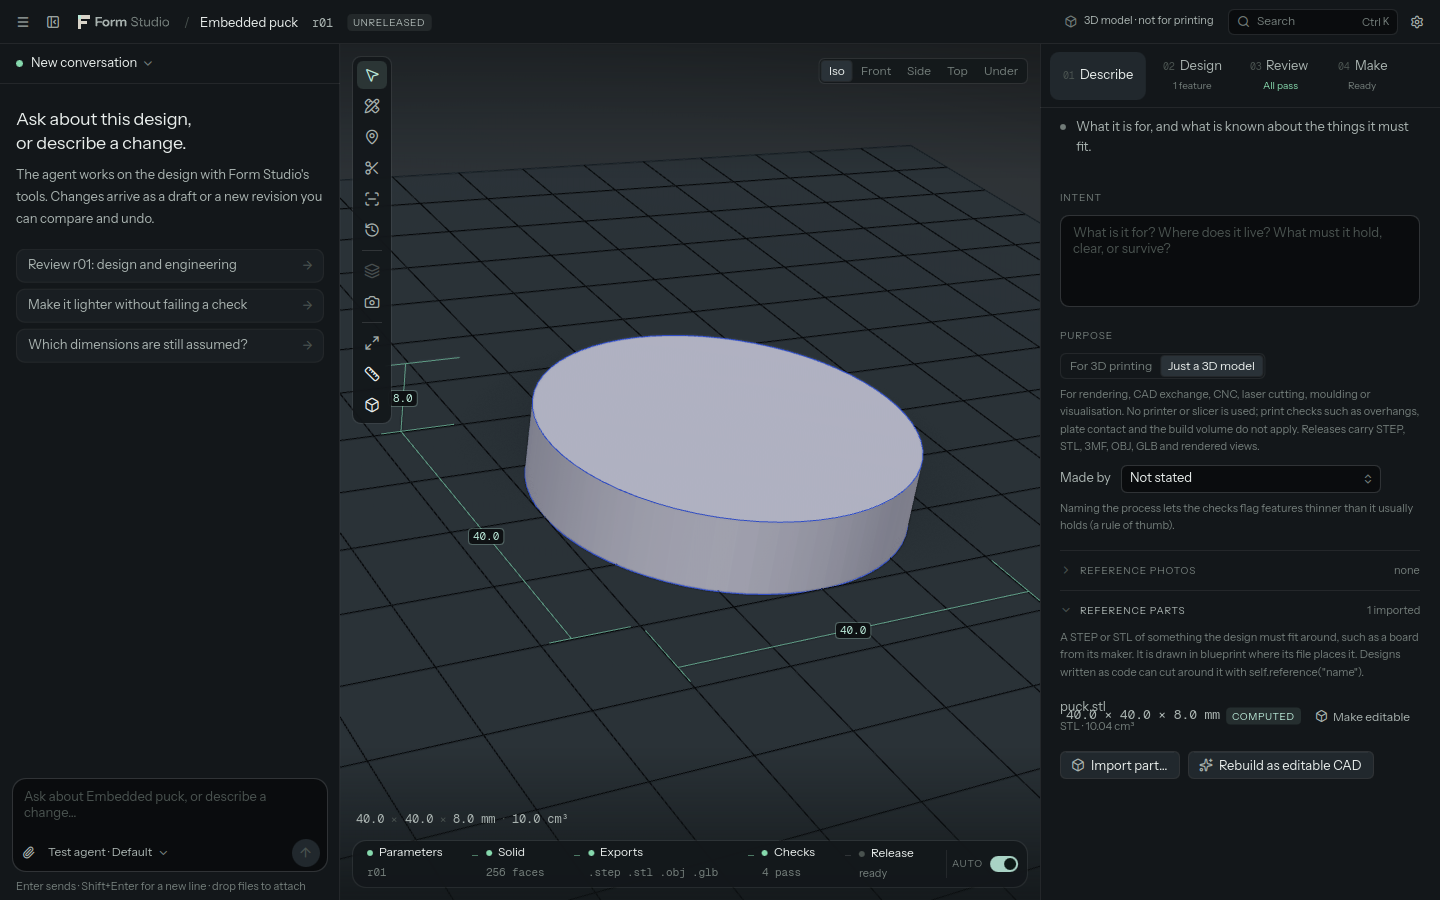 Form Studio / Embedded puck r01 UNRELEASED
3D model · not for printing
Search Ctrl K
New conversation
Ask about this design,
or describe a change.
The agent works on the design with Form Studio's
tools. Changes arrive as a draft or a new revision you
can compare and undo.
Review r01: design and engineering
Make it lighter without failing a check
Which dimensions are still assumed?
Ask about Embedded puck, or describe a
change...
Test agent · Default
Enter sends · Shift+Enter for a new line · drop files to attach
Iso Front Side Top Under
8.0
40.0
40.0
40.0 × 40.0 × 8.0 mm 10.0 cm³
Parameters
r01
Solid
256 faces
Exports
.step .stl .obj .glb
Checks
4 pass
Release
ready
AUTO
01 Describe
02 Design
1 feature
03 Review
All pass
04 Make
Ready
What it is for, and what is known about the things it must
fit.
INTENT
What is it for? Where does it live? What must it hold,
clear, or survive?
PURPOSE
For 3D printing Just a 3D model
For rendering, CAD exchange, CNC, laser cutting, moulding or
visualisation. No printer or slicer is used; print checks such as overhangs,
plate contact and the build volume do not apply. Releases carry STEP,
STL, 3MF, OBJ, GLB and rendered views.
Made by Not stated
Naming the process lets the checks flag features thinner than it usually
holds (a rule of thumb).
REFERENCE PHOTOS none
REFERENCE PARTS 1 imported
A STEP or STL of something the design must fit around, such as a board
from its maker. It is drawn in blueprint where its file places it. Designs
written as code can cut around it with self.reference("name").
puck.stl
40.0 × 40.0 × 8.0 mm COMPUTED Make editable
STL · 10.04 cm³
Import part... Rebuild as editable CAD